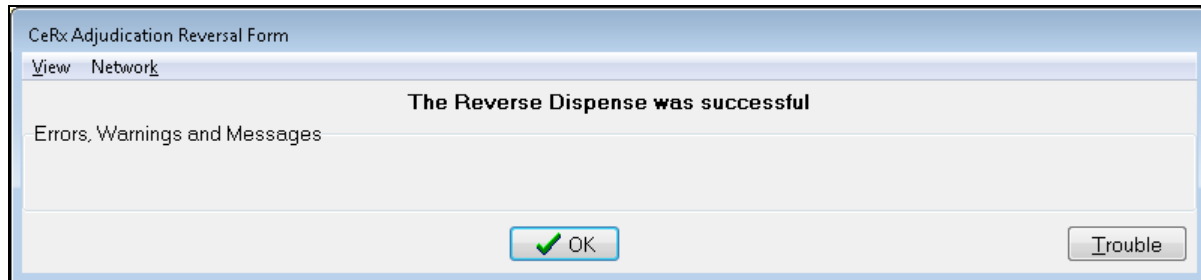 CeRx Adjudication Reversal Form
View Network
The Reverse Dispense was successful
Errors, Warnings and Messages
OK
Trouble